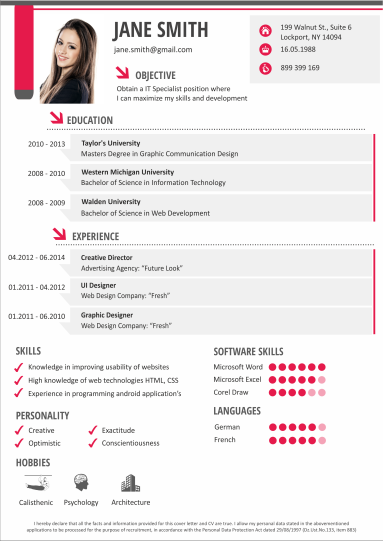 JANE SMITH
jane.smith@gmail.com
199 Walnut St., Suite 6
Lockport, NY 14094
16.05.1988
899 399 169
OBJECTIVE
Obtain a IT Specialist position where
I can maximize my skills and development
EDUCATION
2010 - 2013 Taylor's University
Masters Degree in Graphic Communication Design
2008 - 2010 Western Michigan University
Bachelor of Science in Information Technology
2008 - 2009 Walden University
Bachelor of Science in Web Development
EXPERIENCE
04.2012 - 06.2014 Creative Director
Advertising Agency: "Future Look"
01.2011 - 04.2012 UI Designer
Web Design Company: "Fresh"
01.2011 - 06.2010 Graphic Designer
Web Design Company: "Fresh"
SKILLS
Knowledge in improving usability of websites
High knowledge of web technologies HTML, CSS
Experience in programming android application's
SOFTWARE SKILLS
Microsoft Word
Microsoft Excel
Corel Draw
PERSONALITY
Creative Exactitude
Optimistic Conscientiousness
LANGUAGES
German
French
HOBBIES
Calisthenic Psychology Architecture
I hereby declare that all the facts and information provided for this cover letter and CV are true. I allow my personal data stated in the abovementioned
applications to be processed for the purpose of recruitment, in accordance with the Personal Data Protection Act dated 29/08/1997 (Dz.U.z No.133, item 883)